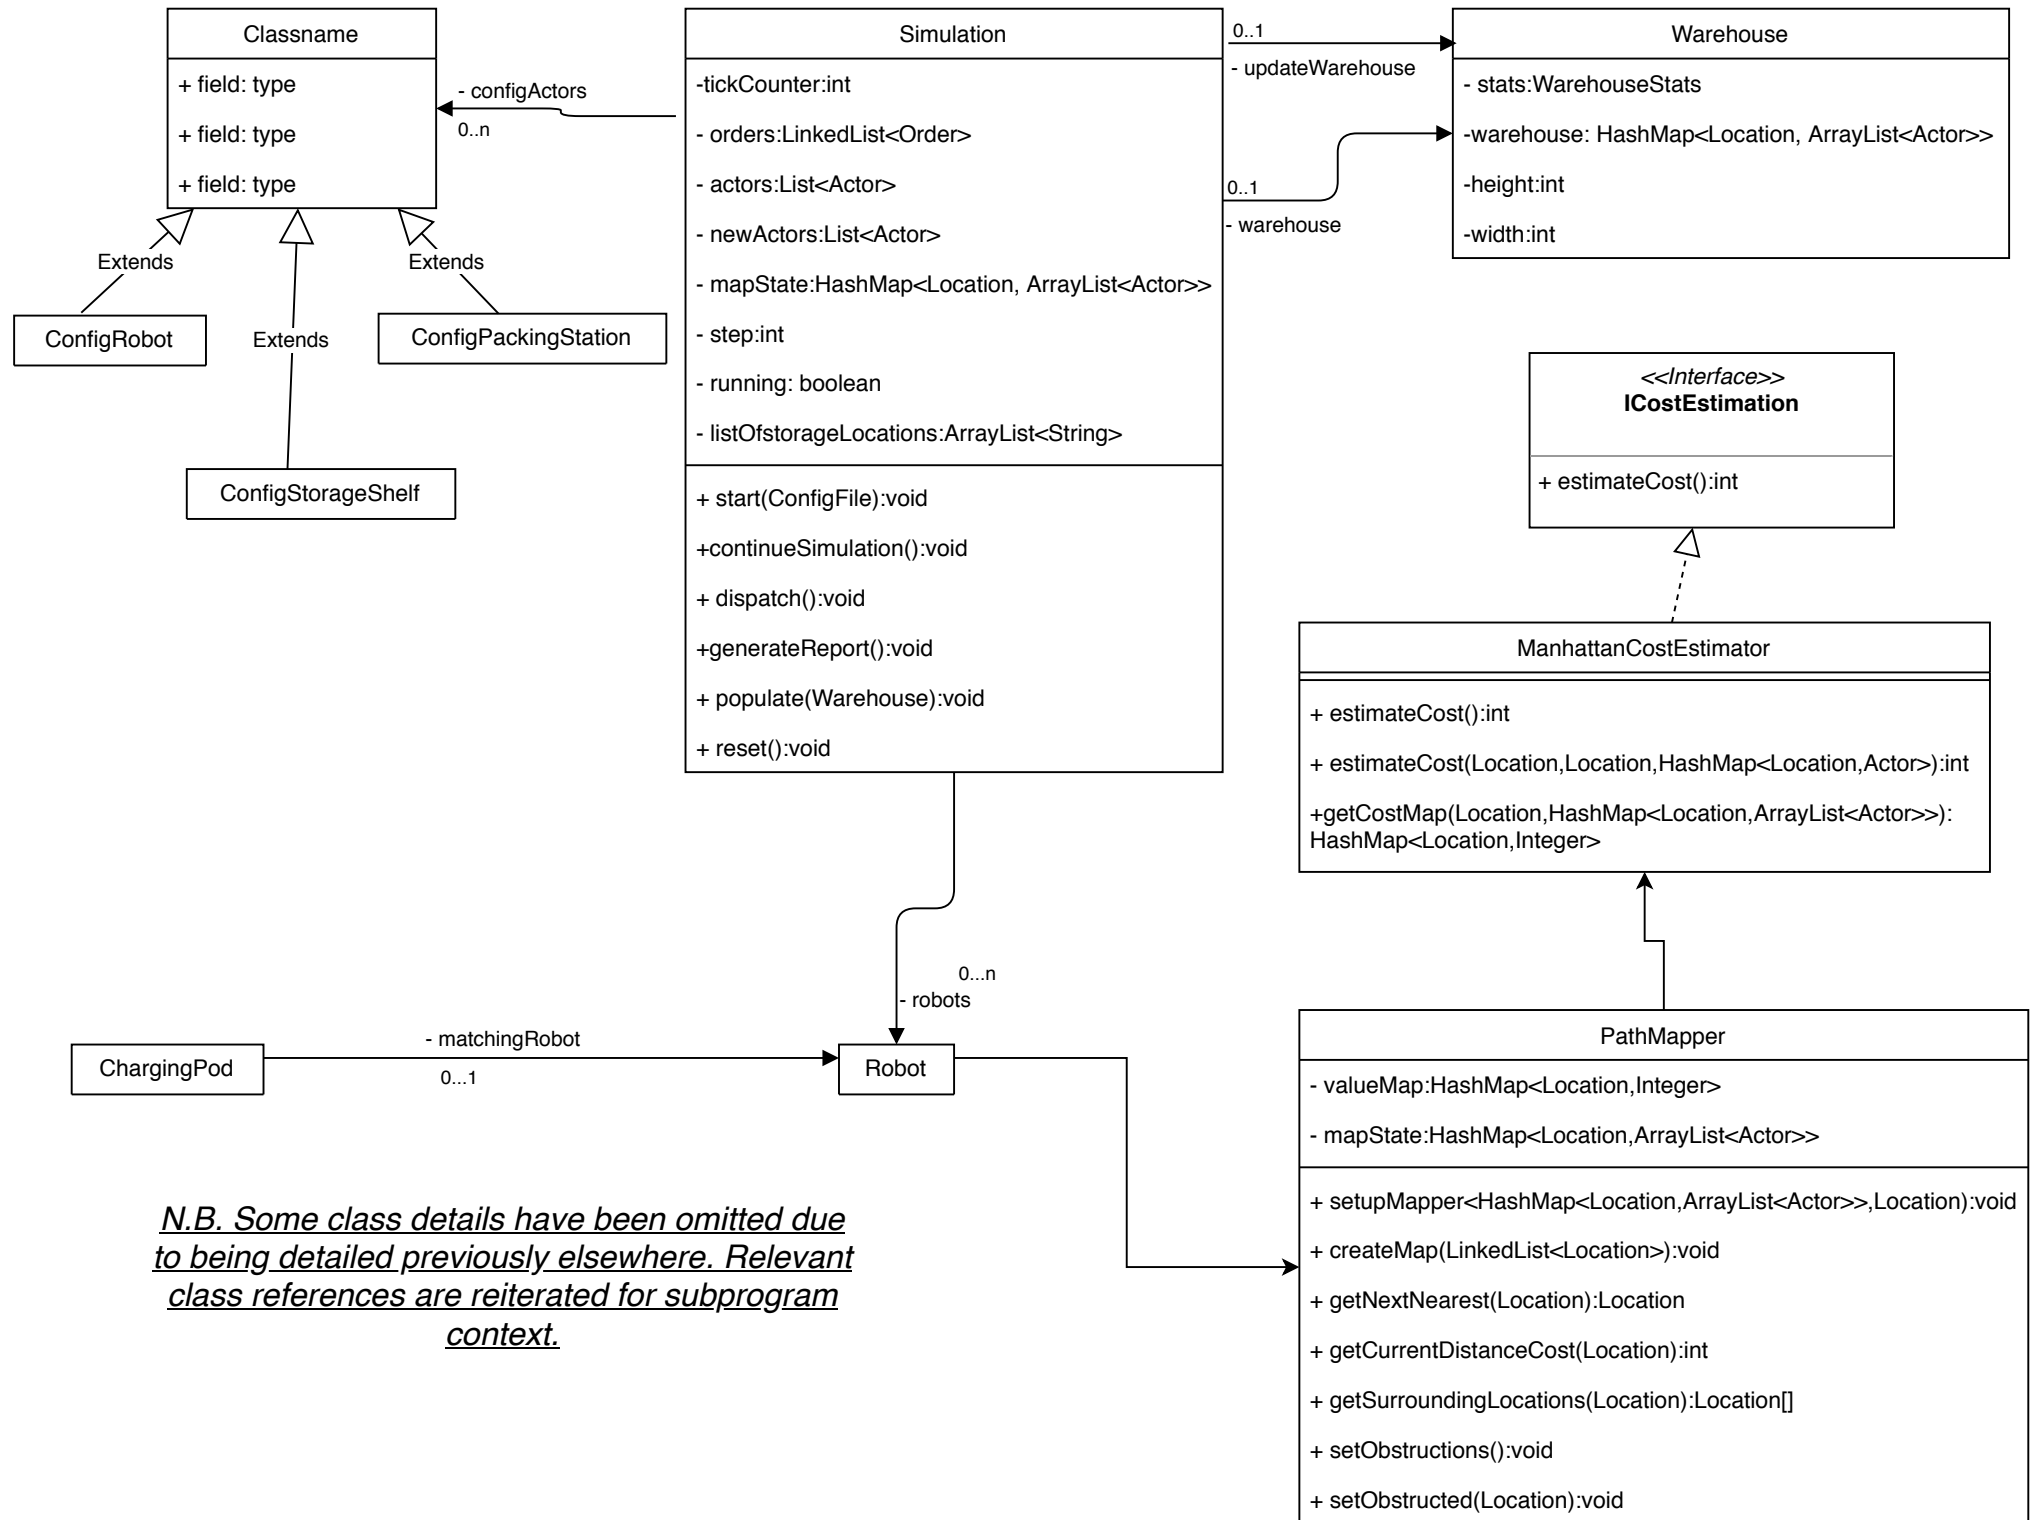 Classname
+ field: type
+ field: type
+ field: type
Extends
Extends
Extends
ConfigRobot
ConfigPackingStation
ConfigStorageShelf
- configActors
0..n
Simulation
-tickCounter:int
- orders:LinkedList<Order>
- actors:List<Actor>
- newActors:List<Actor>
- mapState:HashMap<Location, ArrayList<Actor>>
- step:int
- running: boolean
- listOfstorageLocations:ArrayList<String>
+ start(ConfigFile):void
+continueSimulation():void
+ dispatch():void
+generateReport():void
+ populate(Warehouse):void
+ reset():void
0..1
- updateWarehouse
0..1
- warehouse
Warehouse
- stats:WarehouseStats
-warehouse: HashMap<Location, ArrayList<Actor>>
-height:int
-width:int
<<Interface>>
ICostEstimation
+ estimateCost():int
ManhattanCostEstimator
+ estimateCost():int
+ estimateCost(Location,Location,HashMap<Location,Actor>):int
+getCostMap(Location,HashMap<Location,ArrayList<Actor>>):
HashMap<Location,Integer>
0...n
- robots
ChargingPod
- matchingRobot
0...1
Robot
PathMapper
- valueMap:HashMap<Location,Integer>
- mapState:HashMap<Location,ArrayList<Actor>>
+ setupMapper<HashMap<Location,ArrayList<Actor>>,Location):void
+ createMap(LinkedList<Location>):void
+ getNextNearest(Location):Location
+ getCurrentDistanceCost(Location):int
+ getSurroundingLocations(Location):Location[]
+ setObstructions():void
+ setObstructed(Location):void
N.B. Some class details have been omitted due
to being detailed previously elsewhere. Relevant
class references are reiterated for subprogram
context.